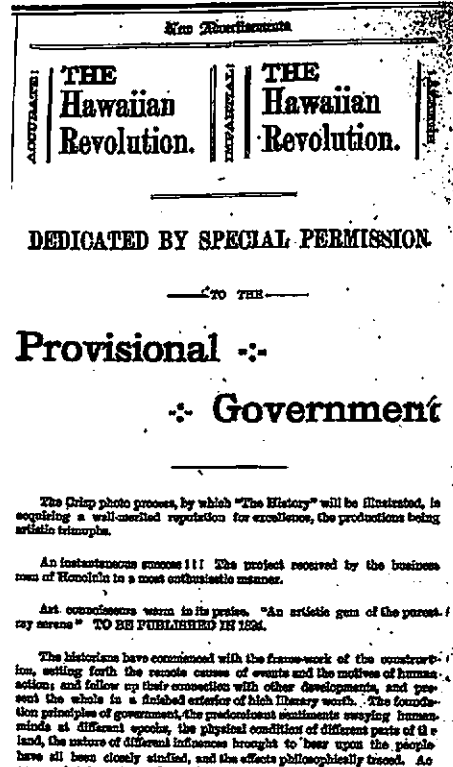 New Advertisements
ACCURATE!
THE
Hawaiian
Revolution.
IMPARTIAL!
THE
Hawaiian
Revolution.
DEDICATED BY SPECIAL PERMISSION
TO THE
Provisional
Government
The Crisp photo process, by which "The History" will be illustrated, is
acquiring a well-merited reputation for excellence, the productions being
artistic triumphs.
An instantaneous success!!! The project received by the business
men of Honolulu in a most enthusiastic manner.
Art connoisseurs warm in its praise. "An artistic gem of the purest
ray serene" TO BE PUBLISHED IN
The historians have commenced with the frame-work of the construct-
ion, setting forth the remote causes of events and the motives of human
action; and follow up their connection with other developments, and pre-
sent the whole in a finished exterior of high literary worth. The founda-
tion principles of government, the predominant sentiments swaying human
minds at different epochs, the physical condition of different parts of the
land, the nature of different influences brought to bear upon the people
have all been closely studied, and the effects philosophically traced. Ac